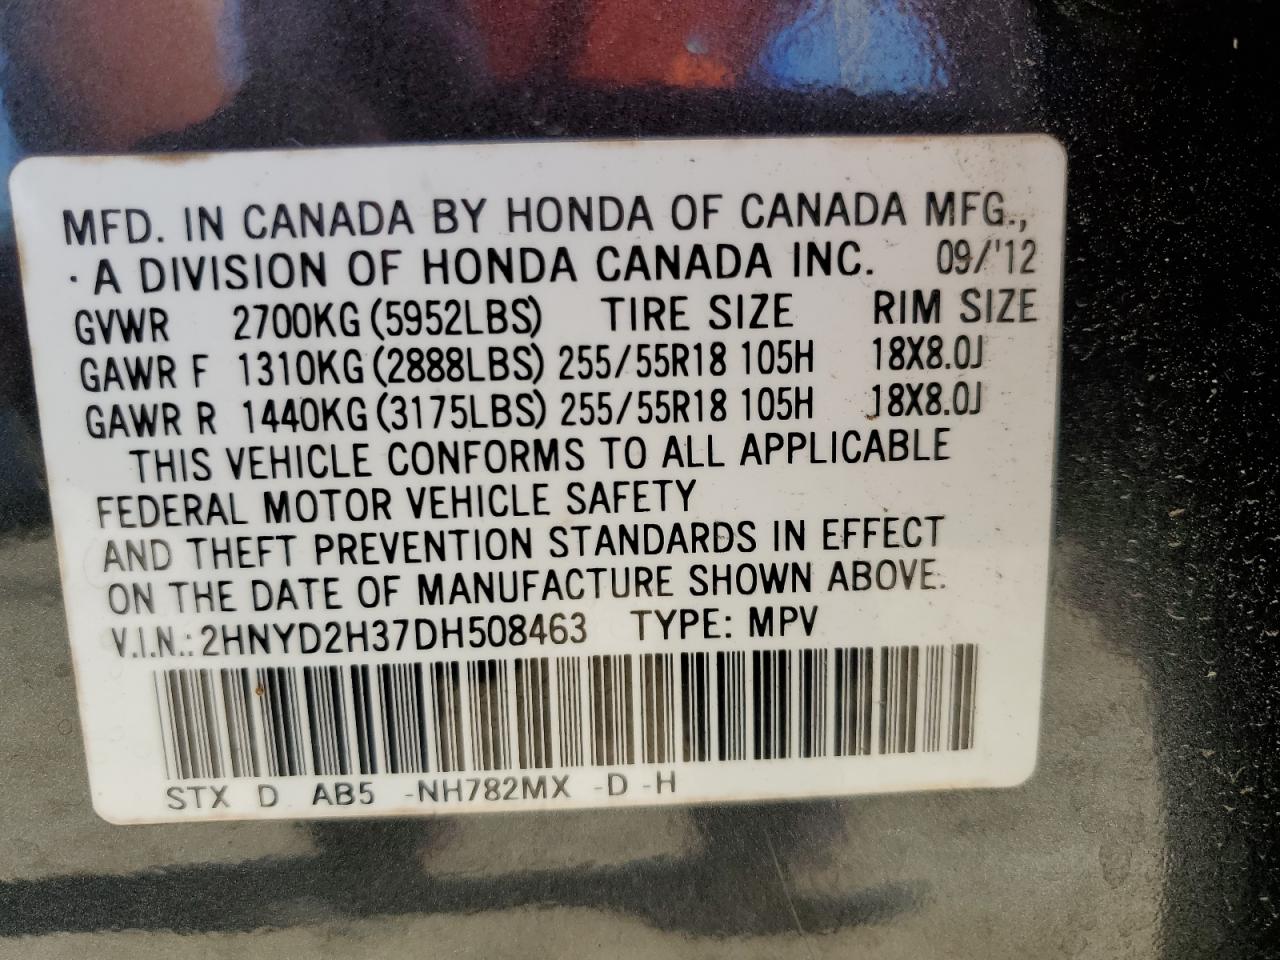 MFD. IN CANADA BY HONDA OF CANADA MFG.,
· A DIVISION OF HONDA CANADA INC. 09/'12
GVWR 2700KG (5952LBS) TIRE SIZE RIM SIZE
GAWR F 1310KG (2888LBS) 255/55R18 105H 18X8.0J
GAWR R 1440KG (3175LBS) 255/55R18 105H 18X8.0J
THIS VEHICLE CONFORMS TO ALL APPLICABLE
FEDERAL MOTOR VEHICLE SAFETY
AND THEFT PREVENTION STANDARDS IN EFFECT
ON THE DATE OF MANUFACTURE SHOWN ABOVE.
V.I.N.: 2HNYD2H37DH508463 TYPE: MPV
STX D AB5 -NH782MX -D -H